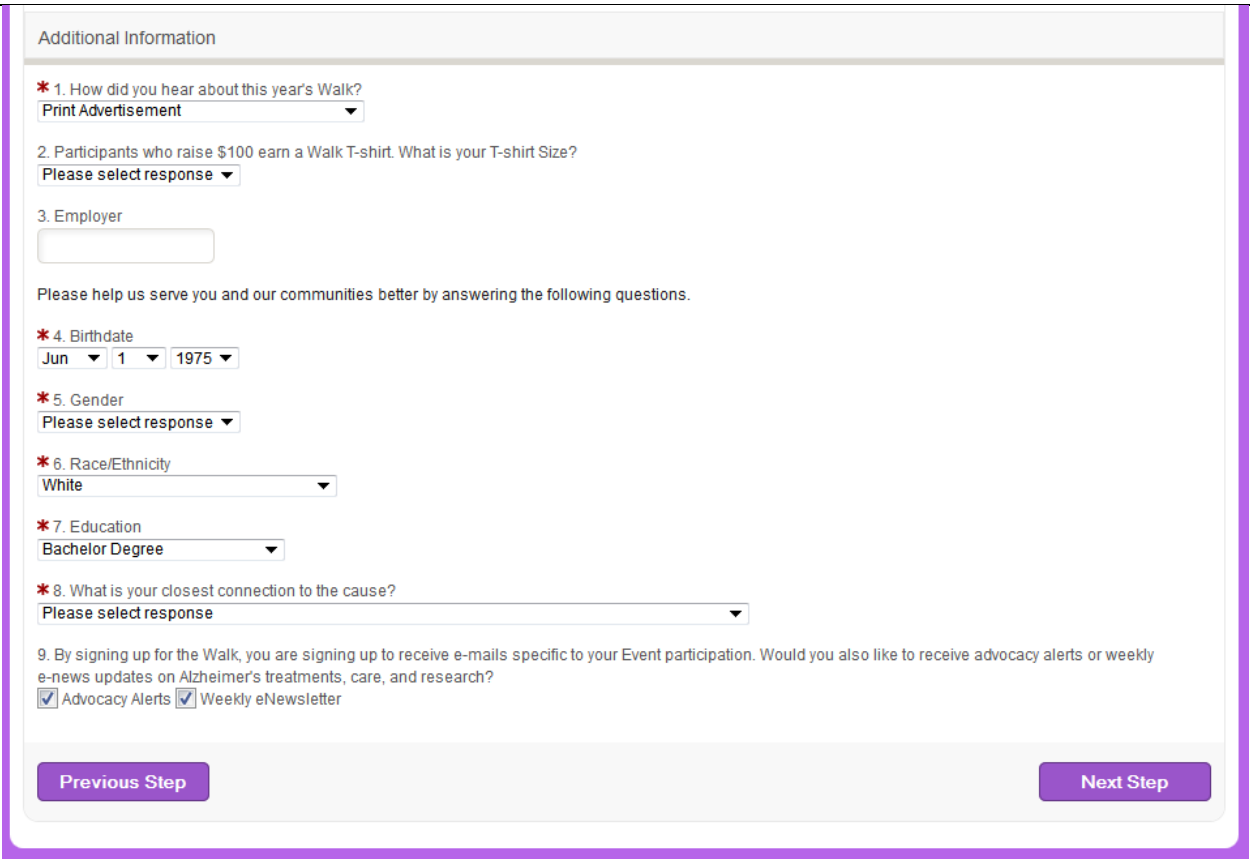 Additional Information
* 1. How did you hear about this year's Walk?
Print Advertisement
2. Participants who raise $100 earn a Walk T-shirt. What is your T-shirt Size?
Please select response
3. Employer
Please help us serve you and our communities better by answering the following questions.
* 4. Birthdate
Jun 1 1975
* 5. Gender
Please select response
* 6. Race/Ethnicity
White
* 7. Education
Bachelor Degree
* 8. What is your closest connection to the cause?
Please select response
9. By signing up for the Walk, you are signing up to receive e-mails specific to your Event participation. Would you also like to receive advocacy alerts or weekly
e-news updates on Alzheimer's treatments, care, and research?
Advocacy Alerts Weekly eNewsletter
Previous Step Next Step